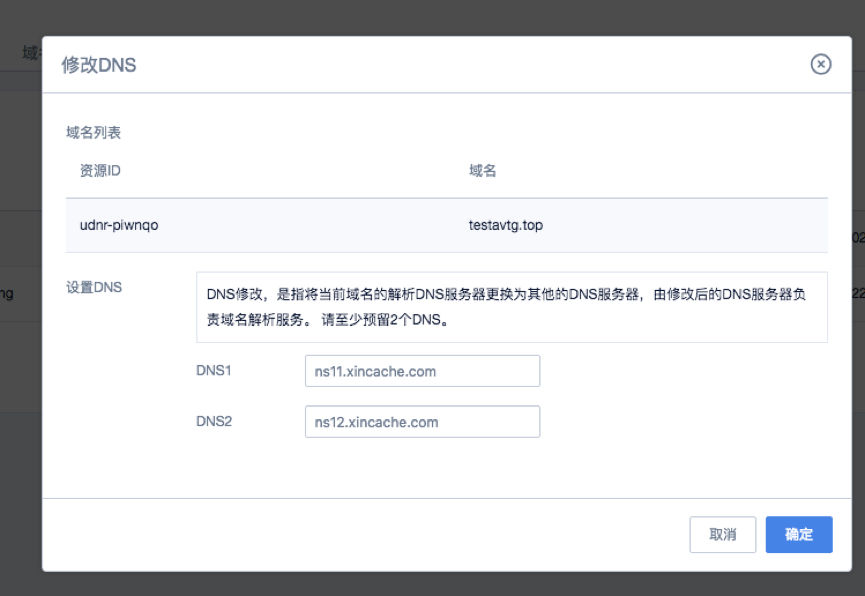 域名
修改DNS
域名列表
资源ID 域名
udnr-piwnqo testavtg.top
02
设置DNS
ng
22
DNS修改，是指将当前域名的解析DNS服务器更换为其他的DNS服务器，由修改后的DNS服务器负
责域名解析服务。 请至少预留2个DNS。
DNS1 ns11.xincache.com
DNS2 ns12.xincache.com
取消 确定